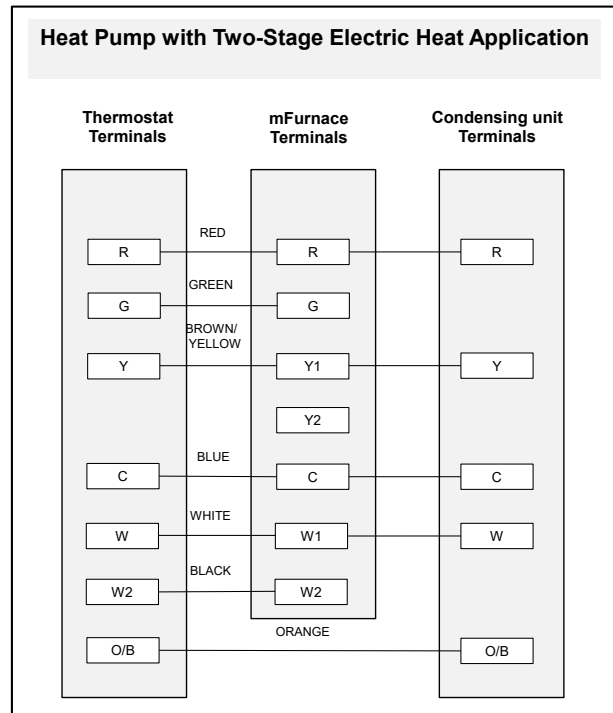 Heat Pump with Two-Stage Electric Heat Application
Thermostat
Terminals
mFurnace
Terminals
Condensing unit
Terminals
RED
R
R
R
GREEN
G
G
BROWN/
YELLOW
Y
Y1
Y
Y2
BLUE
C
C
C
WHITE
W
W1
W
BLACK
W2
W2
ORANGE
O/B
O/B